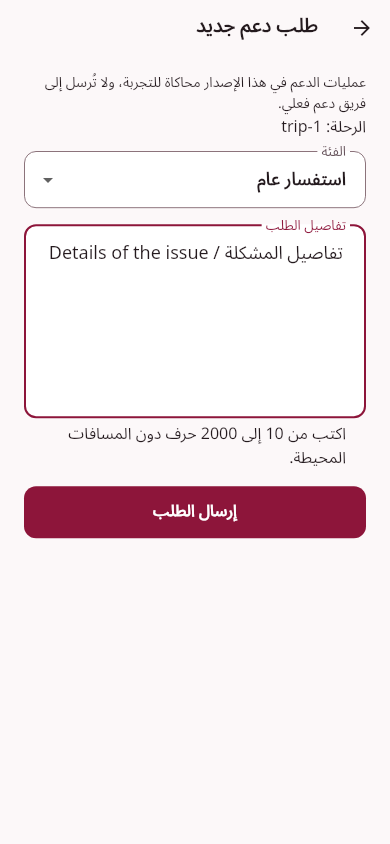 طلب دعم جديد
عمليات الدعم في هذا الإصدار محاكاة للتجربة، ولا تُرسل إلى
فريق دعم فعلي.
الرحلة: trip-1
الفئة
استفسار عام
تفاصيل الطلب
تفاصيل المشكلة / Details of the issue
اكتب من 10 إلى 2000 حرف دون المسافات
المحيطة.
إرسال الطلب